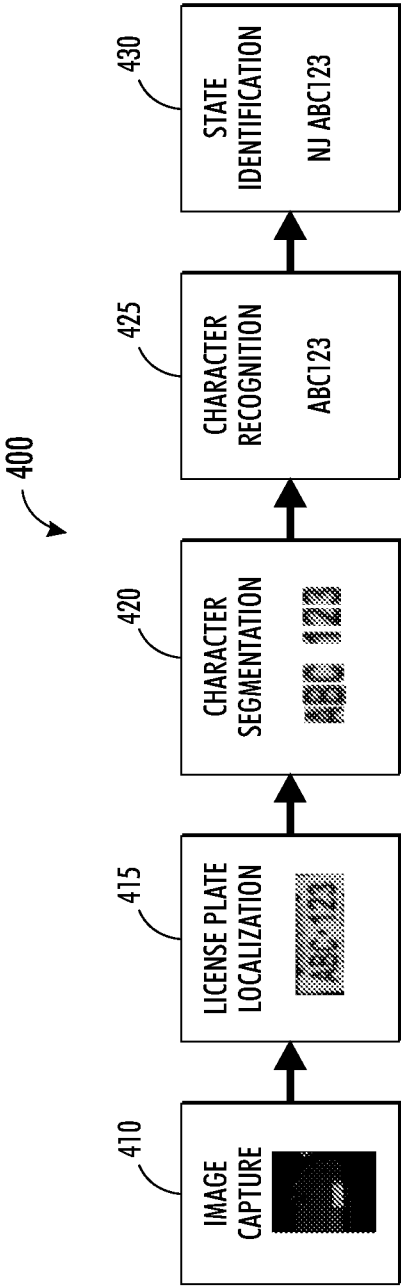 400
410
IMAGE
CAPTURE
415
LICENSE PLATE
LOCALIZATION
ABC·123
420
CHARACTER
SEGMENTATION
ABC 123
425
CHARACTER
RECOGNITION
ABC123
430
STATE
IDENTIFICATION
NJ ABC123